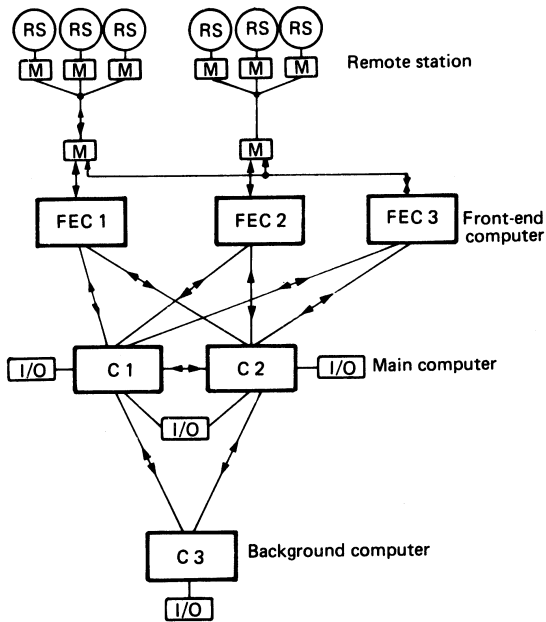 RS RS RS RS RS RS
M M M M M M
Remote station
M M
FEC 1 FEC 2 FEC 3
Front-end
computer
I/O C 1 C 2 I/O Main computer
I/O
C 3 Background computer
I/O